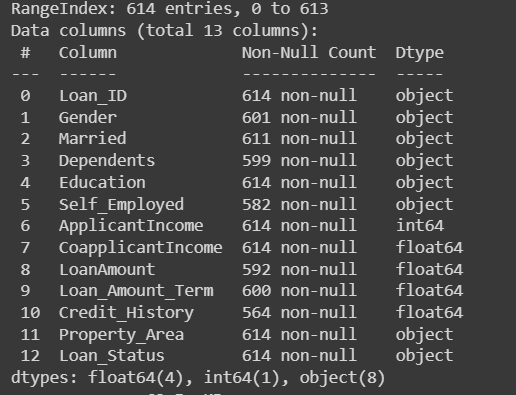 RangeIndex: 614 entries, 0 to 613
Data columns (total 13 columns):
 #   Column             Non-Null Count  Dtype
---  ------             --------------  -----
 0   Loan_ID            614 non-null    object
 1   Gender             601 non-null    object
 2   Married            611 non-null    object
 3   Dependents         599 non-null    object
 4   Education          614 non-null    object
 5   Self_Employed      582 non-null    object
 6   ApplicantIncome    614 non-null    int64
 7   CoapplicantIncome  614 non-null    float64
 8   LoanAmount         592 non-null    float64
 9   Loan_Amount_Term   600 non-null    float64
 10  Credit_History     564 non-null    float64
 11  Property_Area      614 non-null    object
 12  Loan_Status        614 non-null    object
dtypes: float64(4), int64(1), object(8)